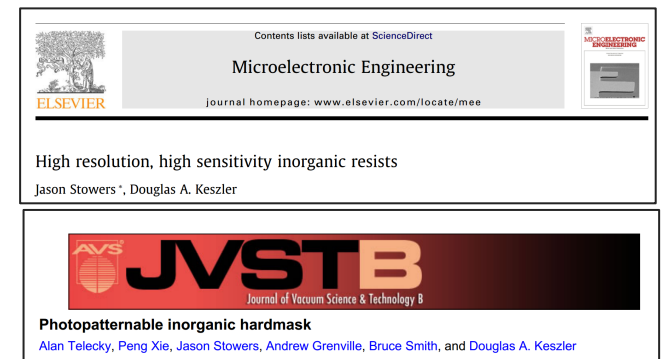 Contents lists available at ScienceDirect
Microelectronic Engineering
journal homepage: www.elsevier.com/locate/mee
ELSEVIER
MICROELECTRONIC
ENGINEERING
High resolution, high sensitivity inorganic resists
Jason Stowers *, Douglas A. Keszler
AVS
JVSTB
Journal of Vacuum Science & Technology B
Photopatternable inorganic hardmask
Alan Telecky, Peng Xie, Jason Stowers, Andrew Grenville, Bruce Smith, and Douglas A. Keszler